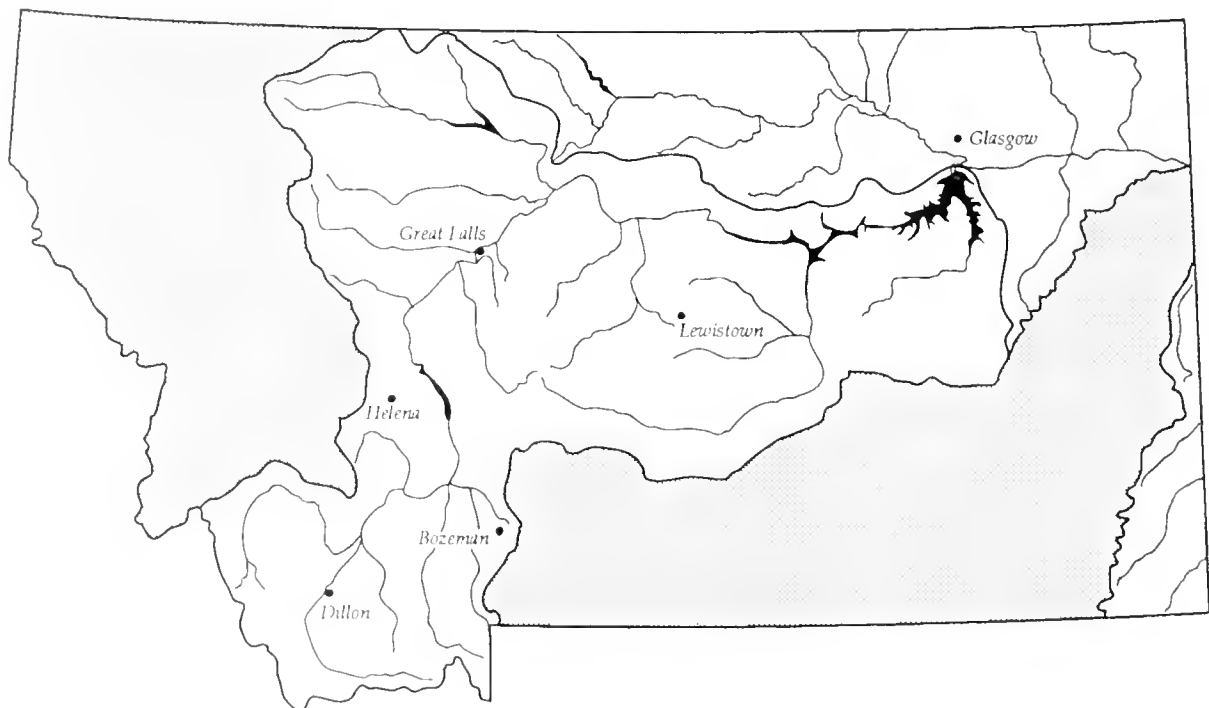 Glasgow
Great Falls
Lewistown
Helena
Bozeman
Dillon